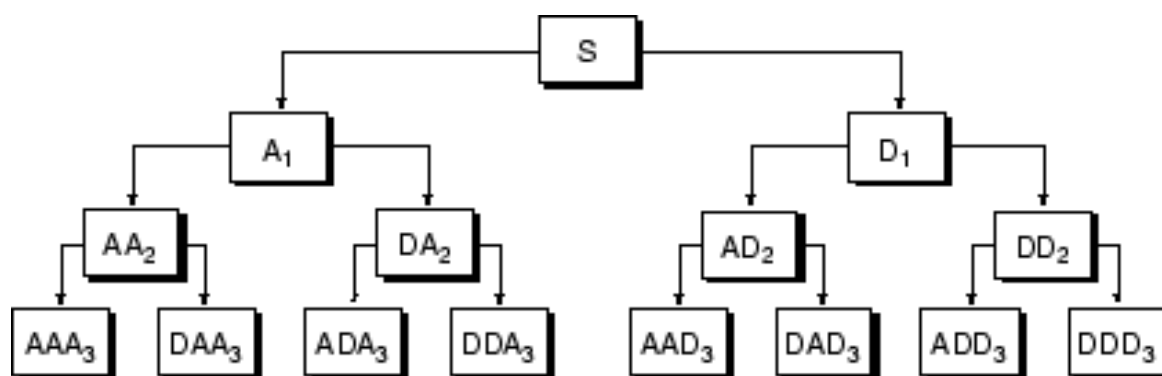 S
A₁ D₁
AA₂ DA₂ AD₂ DD₂
AAA₃ DAA₃ ADA₃ DDA₃ AAD₃ DAD₃ ADD₃ DDD₃